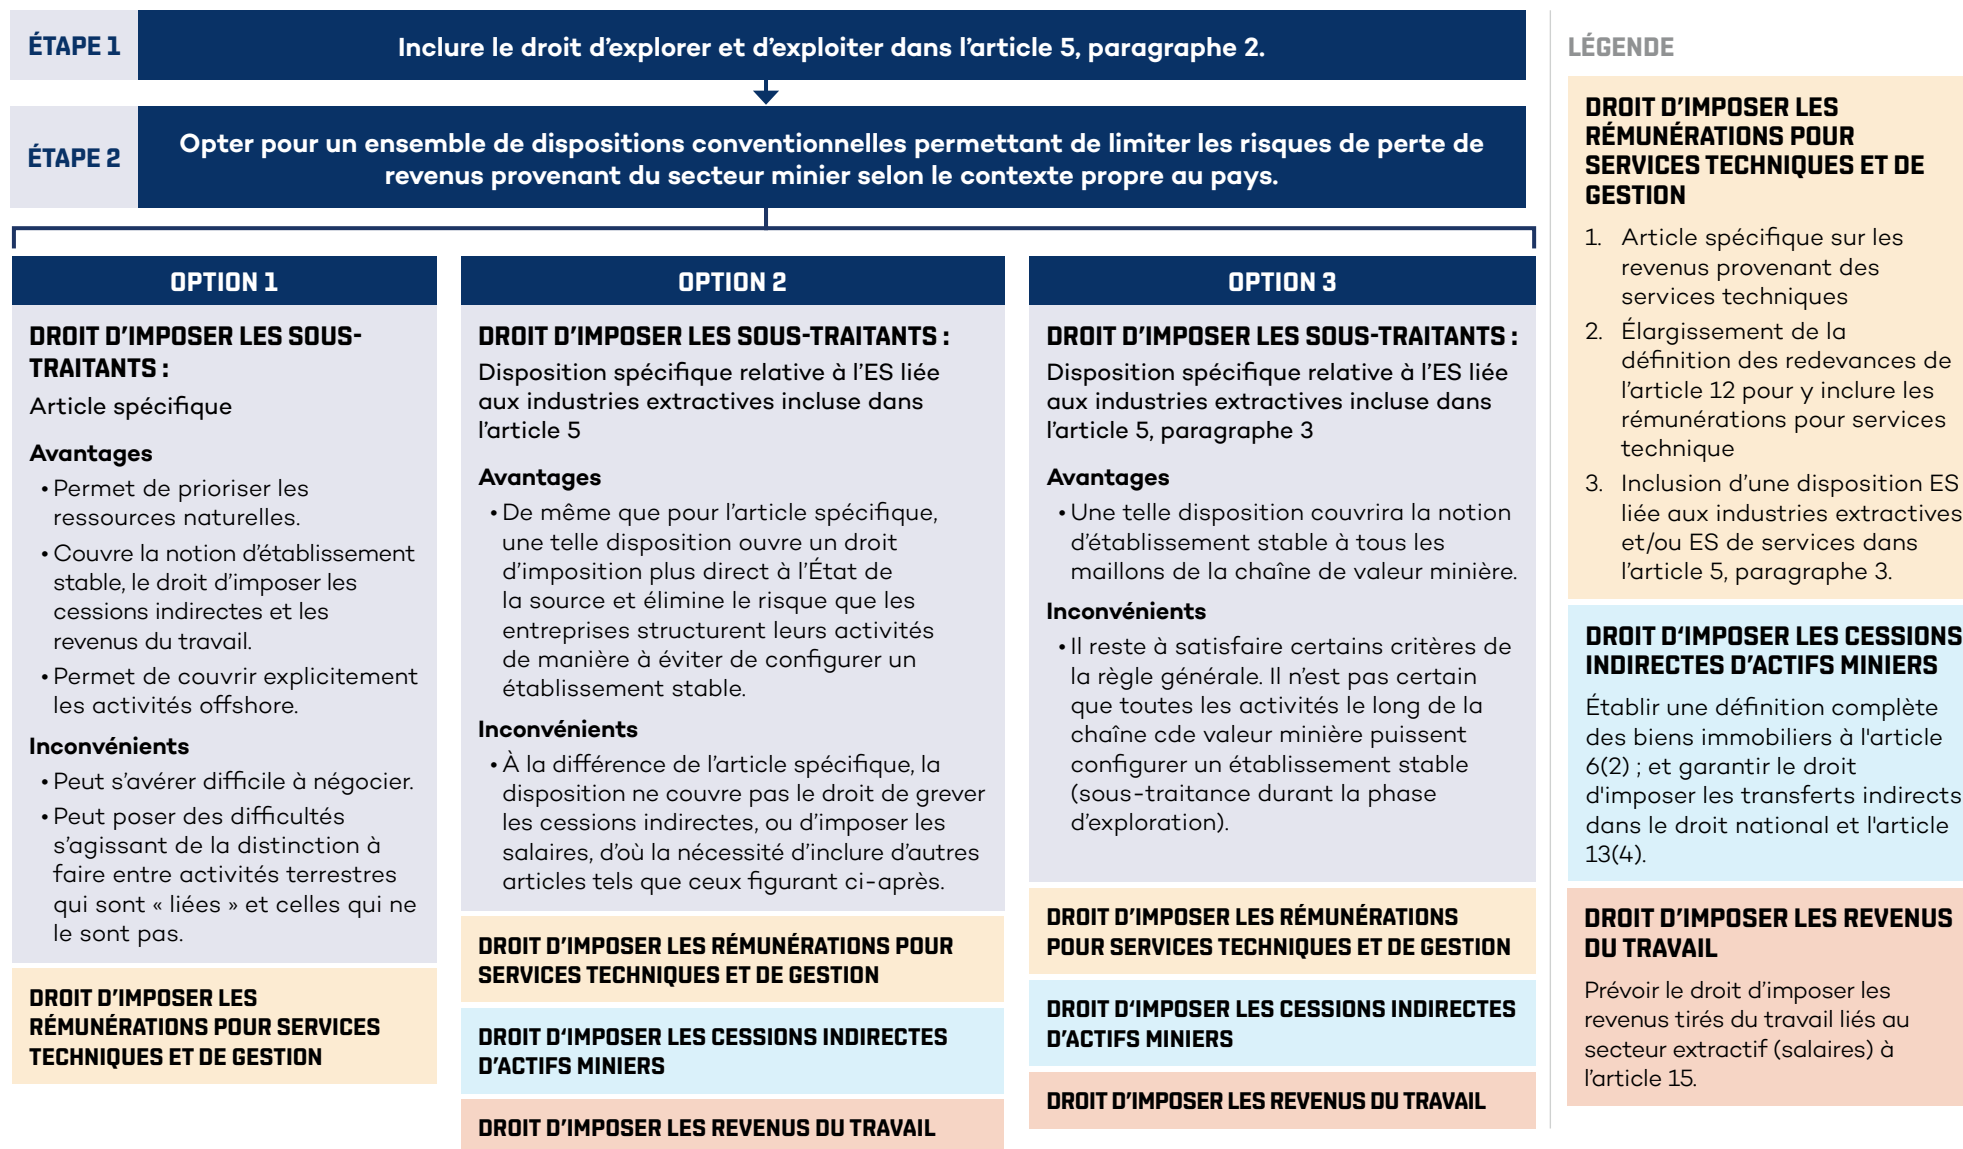 ÉTAPE 1
Inclure le droit d’explorer et d’exploiter dans l’article 5, paragraphe 2.
ÉTAPE 2
Opter pour un ensemble de dispositions conventionnelles permettant de limiter les risques de perte de
revenus provenant du secteur minier selon le contexte propre au pays.
OPTION 1
DROIT D’IMPOSER LES SOUS-
TRAITANTS :
Article spécifique
Avantages
• Permet de prioriser les
ressources naturelles.
• Couvre la notion d’établissement
stable, le droit d’imposer les
cessions indirectes et les
revenus du travail.
• Permet de couvrir explicitement
les activités offshore.
Inconvénients
• Peut s’avérer difficile à négocier.
• Peut poser des difficultés
s’agissant de la distinction à
faire entre activités terrestres
qui sont « liées » et celles qui ne
le sont pas.
DROIT D’IMPOSER LES
RÉMUNÉRATIONS POUR SERVICES
TECHNIQUES ET DE GESTION
OPTION 2
DROIT D’IMPOSER LES SOUS-TRAITANTS :
Disposition spécifique relative à l’ES liée
aux industries extractives incluse dans
l’article 5
Avantages
• De même que pour l’article spécifique,
une telle disposition ouvre un droit
d’imposition plus direct à l’État de
la source et élimine le risque que les
entreprises structurent leurs activités
de manière à éviter de configurer un
établissement stable.
Inconvénients
• À la différence de l’article spécifique, la
disposition ne couvre pas le droit de grever
les cessions indirectes, ou d’imposer les
salaires, d’où la nécessité d’inclure d’autres
articles tels que ceux figurant ci-après.
DROIT D’IMPOSER LES RÉMUNÉRATIONS POUR
SERVICES TECHNIQUES ET DE GESTION
DROIT D‘IMPOSER LES CESSIONS INDIRECTES
D’ACTIFS MINIERS
DROIT D’IMPOSER LES REVENUS DU TRAVAIL
OPTION 3
DROIT D’IMPOSER LES SOUS-TRAITANTS :
Disposition spécifique relative à l’ES liée
aux industries extractives incluse dans
l’article 5, paragraphe 3
Avantages
• Une telle disposition couvrira la notion
d’établissement stable à tous les
maillons de la chaîne de valeur minière.
Inconvénients
• Il reste à satisfaire certains critères de
la règle générale. Il n’est pas certain
que toutes les activités le long de la
chaîne cde valeur minière puissent
configurer un établissement stable
(sous-traitance durant la phase
d’exploration).
DROIT D’IMPOSER LES RÉMUNÉRATIONS
POUR SERVICES TECHNIQUES ET DE GESTION
DROIT D‘IMPOSER LES CESSIONS INDIRECTES
D’ACTIFS MINIERS
DROIT D’IMPOSER LES REVENUS DU TRAVAIL
LÉGENDE
DROIT D’IMPOSER LES
RÉMUNÉRATIONS POUR
SERVICES TECHNIQUES ET DE
GESTION
1. Article spécifique sur les
revenus provenant des
services techniques
2. Élargissement de la
définition des redevances de
l’article 12 pour y inclure les
rémunérations pour services
technique
3. Inclusion d’une disposition ES
liée aux industries extractives
et/ou ES de services dans
l’article 5, paragraphe 3.
DROIT D‘IMPOSER LES CESSIONS
INDIRECTES D’ACTIFS MINIERS
Établir une définition complète
des biens immobiliers à l'article
6(2) ; et garantir le droit
d'imposer les transferts indirects
dans le droit national et l'article
13(4).
DROIT D’IMPOSER LES REVENUS
DU TRAVAIL
Prévoir le droit d’imposer les
revenus tirés du travail liés au
secteur extractif (salaires) à
l’article 15.